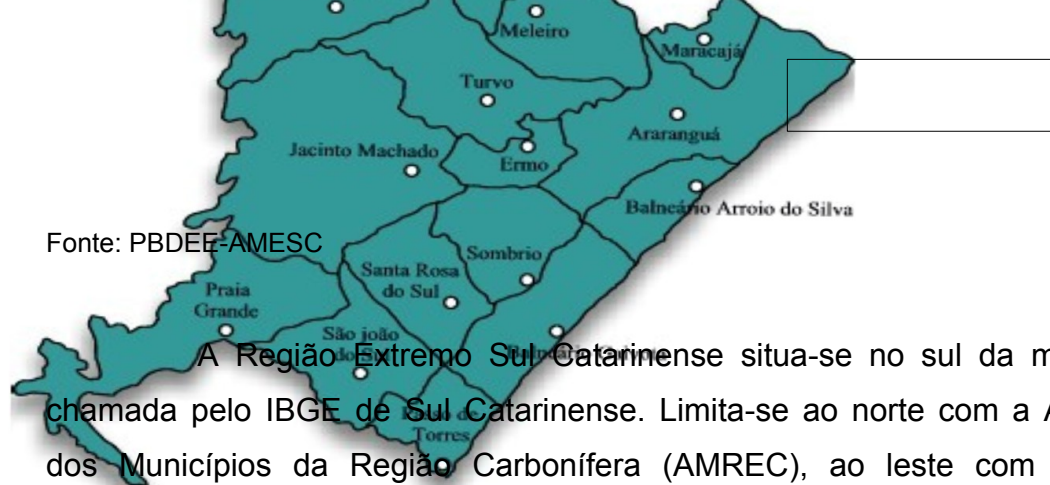 Meleiro
Maracajá
Turvo
Araranguá
Jacinto Machado
Ermo
Balneário Arroio do Silva
Fonte: PBDEE-AMESC
Sombrio
Santa Rosa
do Sul
Praia
Grande
São joão
A Região Extremo Sul Catarinense situa-se no sul da m
chamada pelo IBGE de Sul Catarinense. Limita-se ao norte com a A
Torres
dos Municípios da Região Carbonífera (AMREC), ao leste com